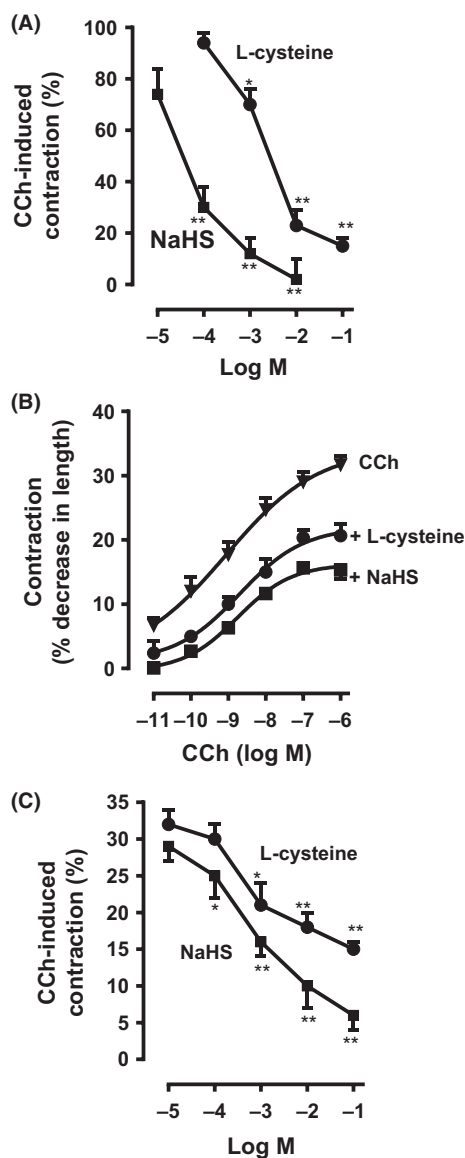 (A)
CCh-induced
contraction (%)
100
80
60
40
20
0
L-cysteine
*
**
**
**
NaHS
**
**
–5 –4 –3 –2 –1
Log M
(B)
Contraction
(% decrease in length)
40
30
20
10
0
CCh
+ L-cysteine
+ NaHS
–11 –10 –9 –8 –7 –6
CCh (log M)
(C)
CCh-induced
contraction (%)
35
30
25
20
15
10
5
0
L-cysteine
*
**
**
*
NaHS
**
**
**
–5 –4 –3 –2 –1
Log M